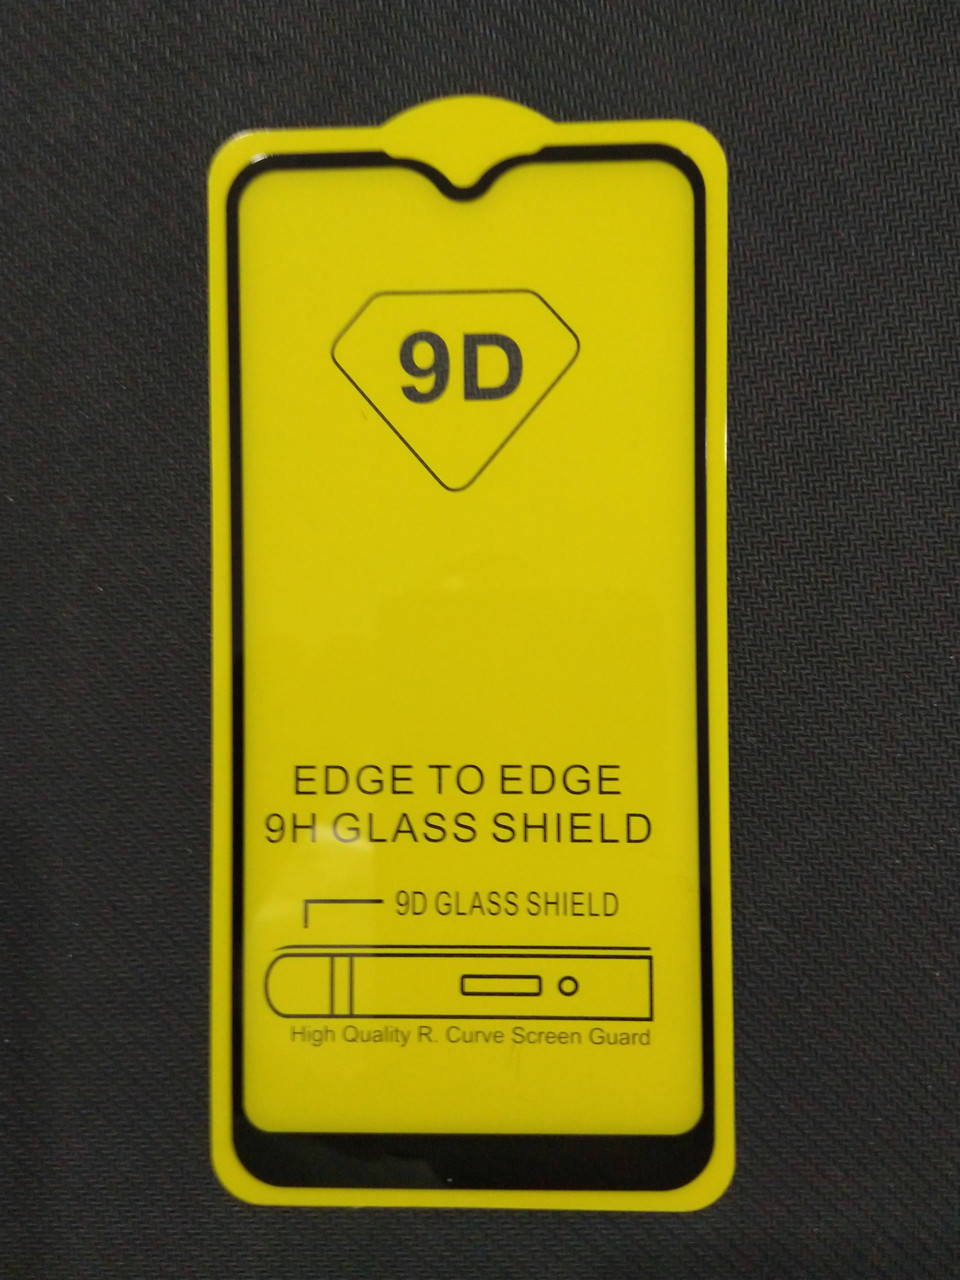 9D
EDGE TO EDGE
9H GLASS SHIELD
9D GLASS SHIELD
High Quality R. Curve Screen Guard